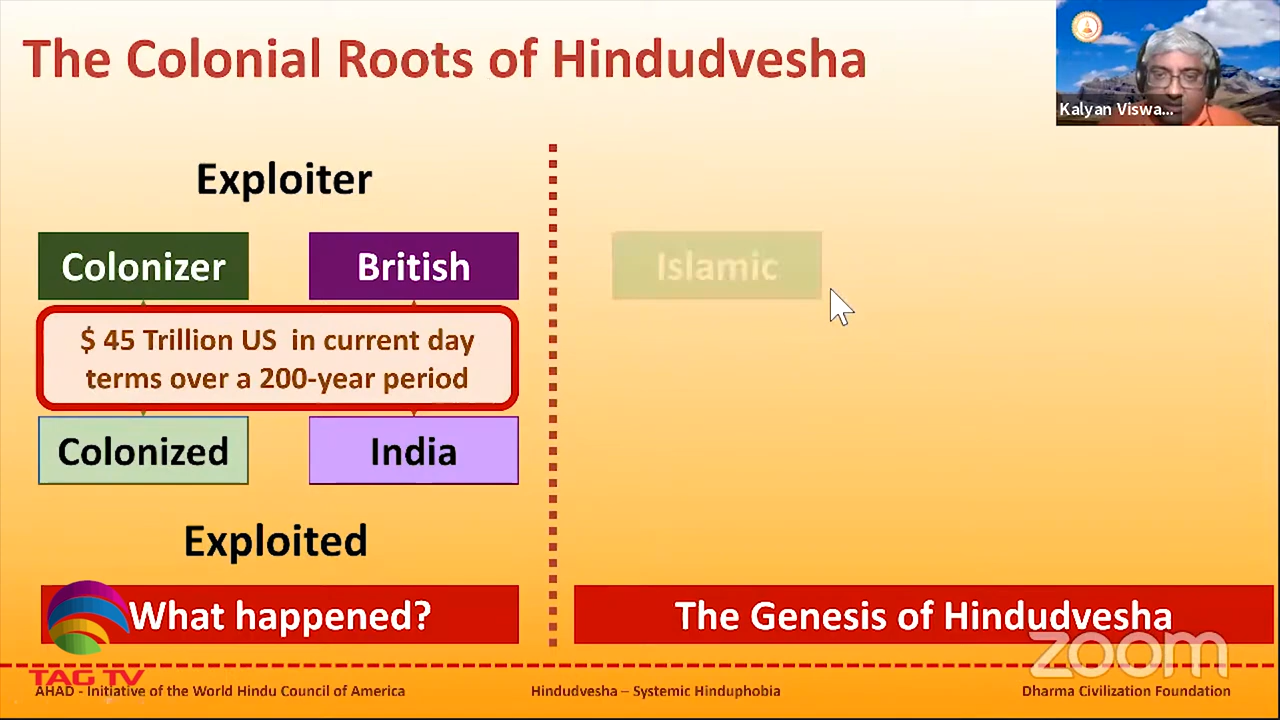 The Colonial Roots of Hindudvesha
Kalyan Viswa...
Exploiter
Colonizer
British
$ 45 Trillion US in current day
terms over a 200-year period
Colonized
India
Exploited
What happened?
Islamic
The Genesis of Hindudvesha
zoom
TAG TV
AHAD - Initiative of the World Hindu Council of America
Hindudvesha – Systemic Hinduphobia
Dharma Civilization Foundation